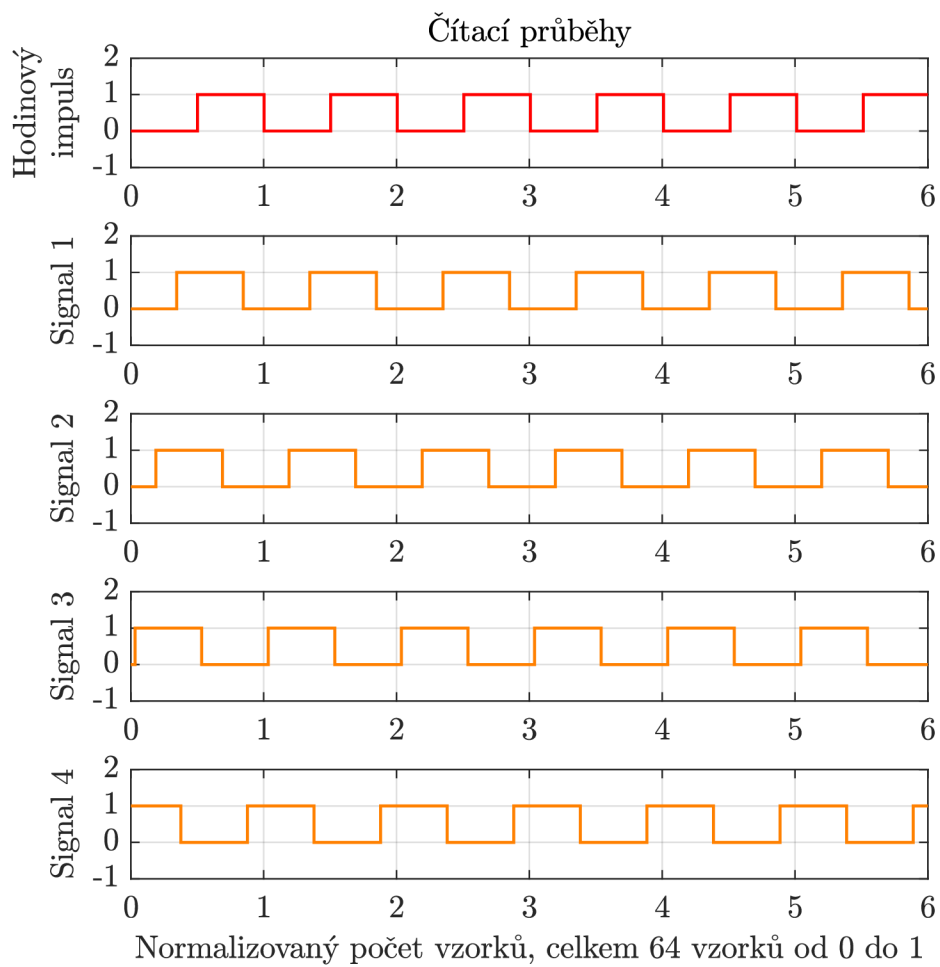 Čítací průběhy
Hodinový
impuls
2
1
0
-1
0 1 2 3 4 5 6
Signal 1
2
1
0
-1
0 1 2 3 4 5 6
Signal 2
2
1
0
-1
0 1 2 3 4 5 6
Signal 3
2
1
0
-1
0 1 2 3 4 5 6
Signal 4
2
1
0
-1
0 1 2 3 4 5 6
Normalizovaný počet vzorků, celkem 64 vzorků od 0 do 1